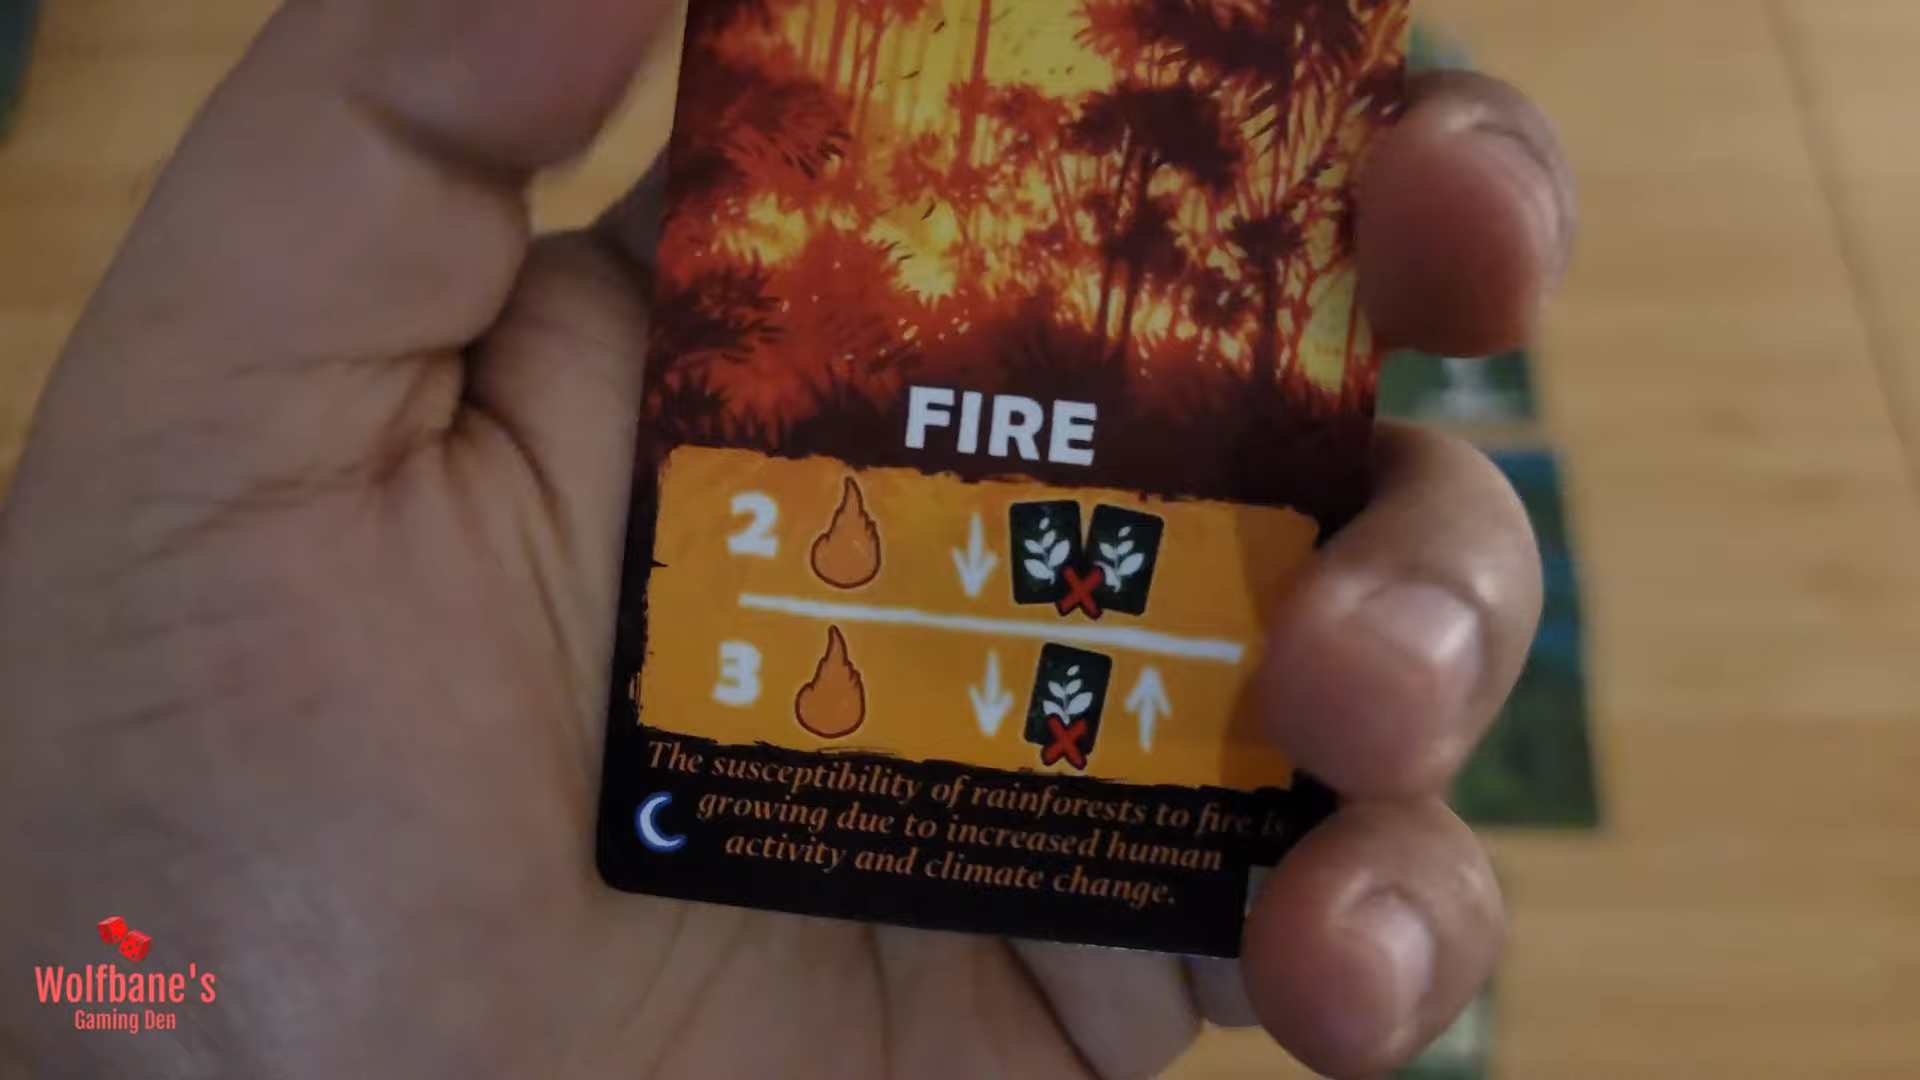 FIRE
2
3
The susceptibility of rainforests to fire is
growing due to increased human
activity and climate change.
Wolfbane's
Gaming Den